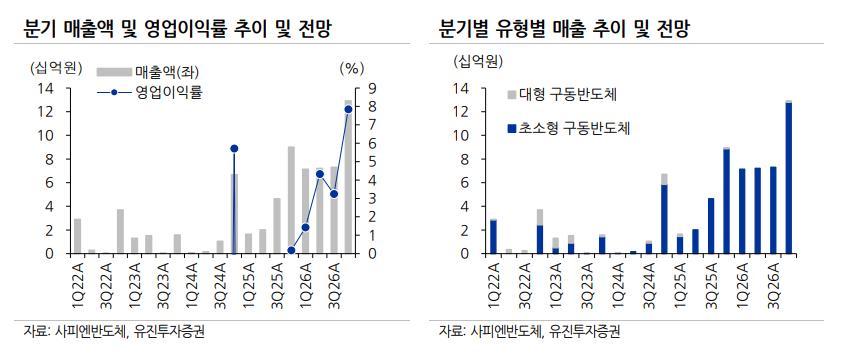 분기 매출액 및 영업이익률 추이 및 전망
(십억원)
(%)
매출액(좌)
영업이익률
14
12
10
8
6
4
2
0
9
8
7
6
5
4
3
2
1
0
1Q22A
3Q22A
1Q23A
3Q23A
1Q24A
3Q24A
1Q25A
3Q25A
1Q26A
3Q26A
자료: 사피엔반도체, 유진투자증권
분기별 유형별 매출 추이 및 전망
(십억원)
대형 구동반도체
초소형 구동반도체
14
12
10
8
6
4
2
0
1Q22A
3Q22A
1Q23A
3Q23A
1Q24A
3Q24A
1Q25A
3Q25A
1Q26A
3Q26A
자료: 사피엔반도체, 유진투자증권